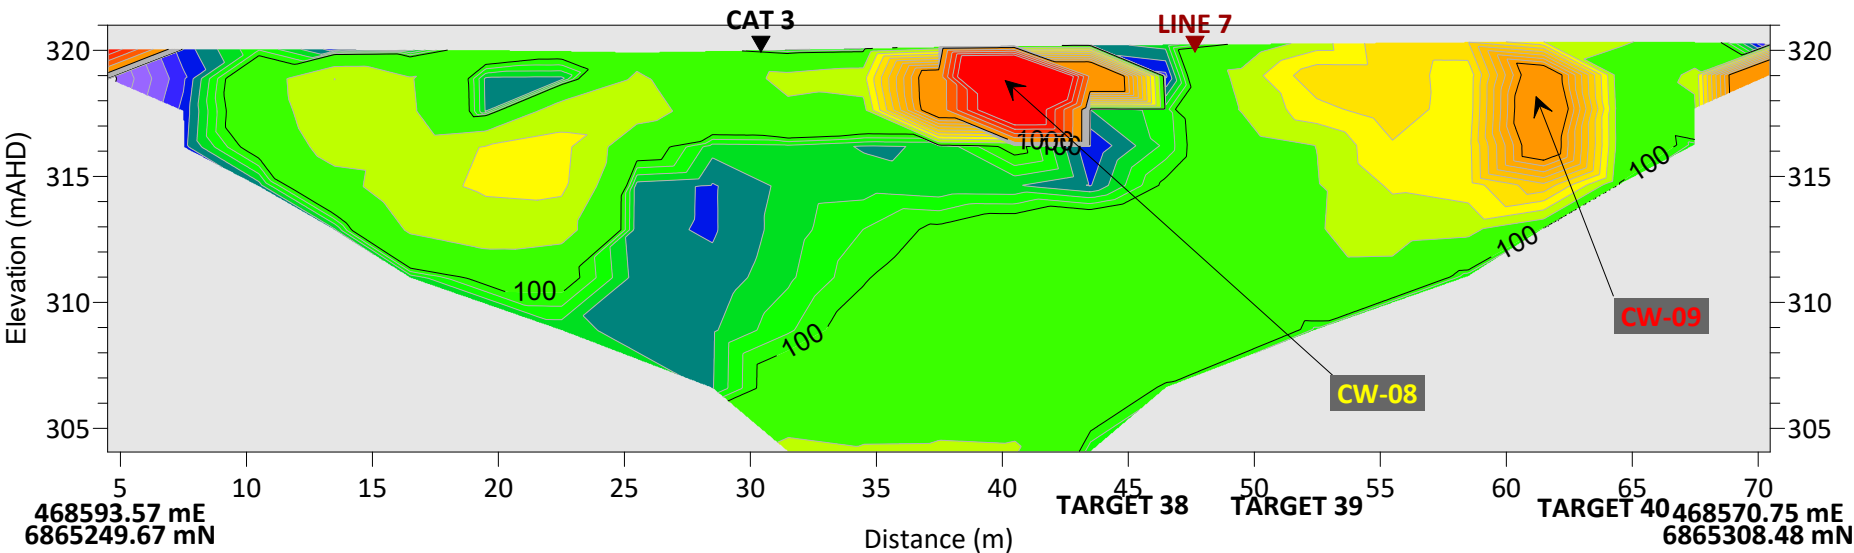 CAT 3
LINE 7
320
320
315
315
310
310
305
305
Elevation (mAHD)
1000
100
100
100
100
100
CW-09
CW-08
5
10
15
20
25
30
35
40
45
50
55
60
65
70
TARGET 38
TARGET 39
TARGET 40
468593.57 mE
6865249.67 mN
468570.75 mE
6865308.48 mN
Distance (m)